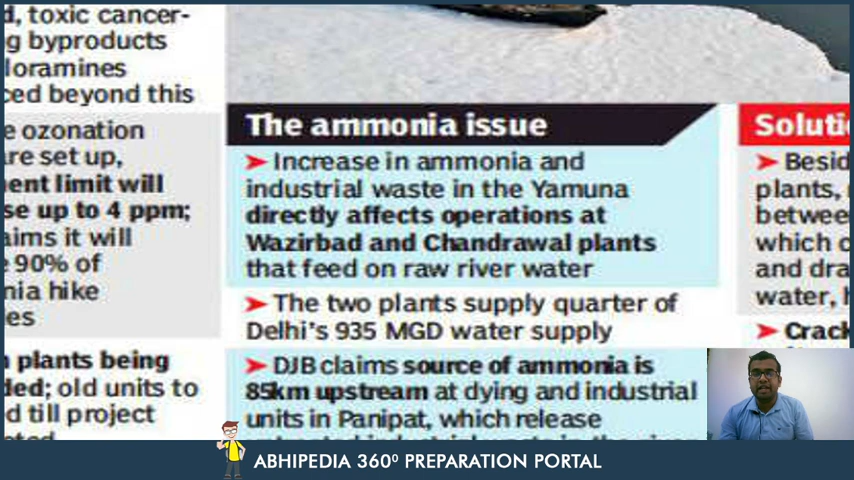 d, toxic cancer-
g byproducts
loramines
ced beyond this
e ozonation
are set up,
ent limit will
se up to 4 ppm;
aims it will
90% of
nia hike
es
n plants being
ded; old units to
d till project
The ammonia issue
➤ Increase in ammonia and
industrial waste in the Yamuna
directly affects operations at
Wazirbad and Chandrawal plants
that feed on raw river water
➤ The two plants supply quarter of
Delhi's 935 MGD water supply
➤ DJB claims source of ammonia is
85km upstream at dying and industrial
units in Panipat, which release
Soluti
➤ Besid
plants,
betwee
which c
and dra
water, h
➤ Crack
ABHIPEDIA 360º PREPARATION PORTAL